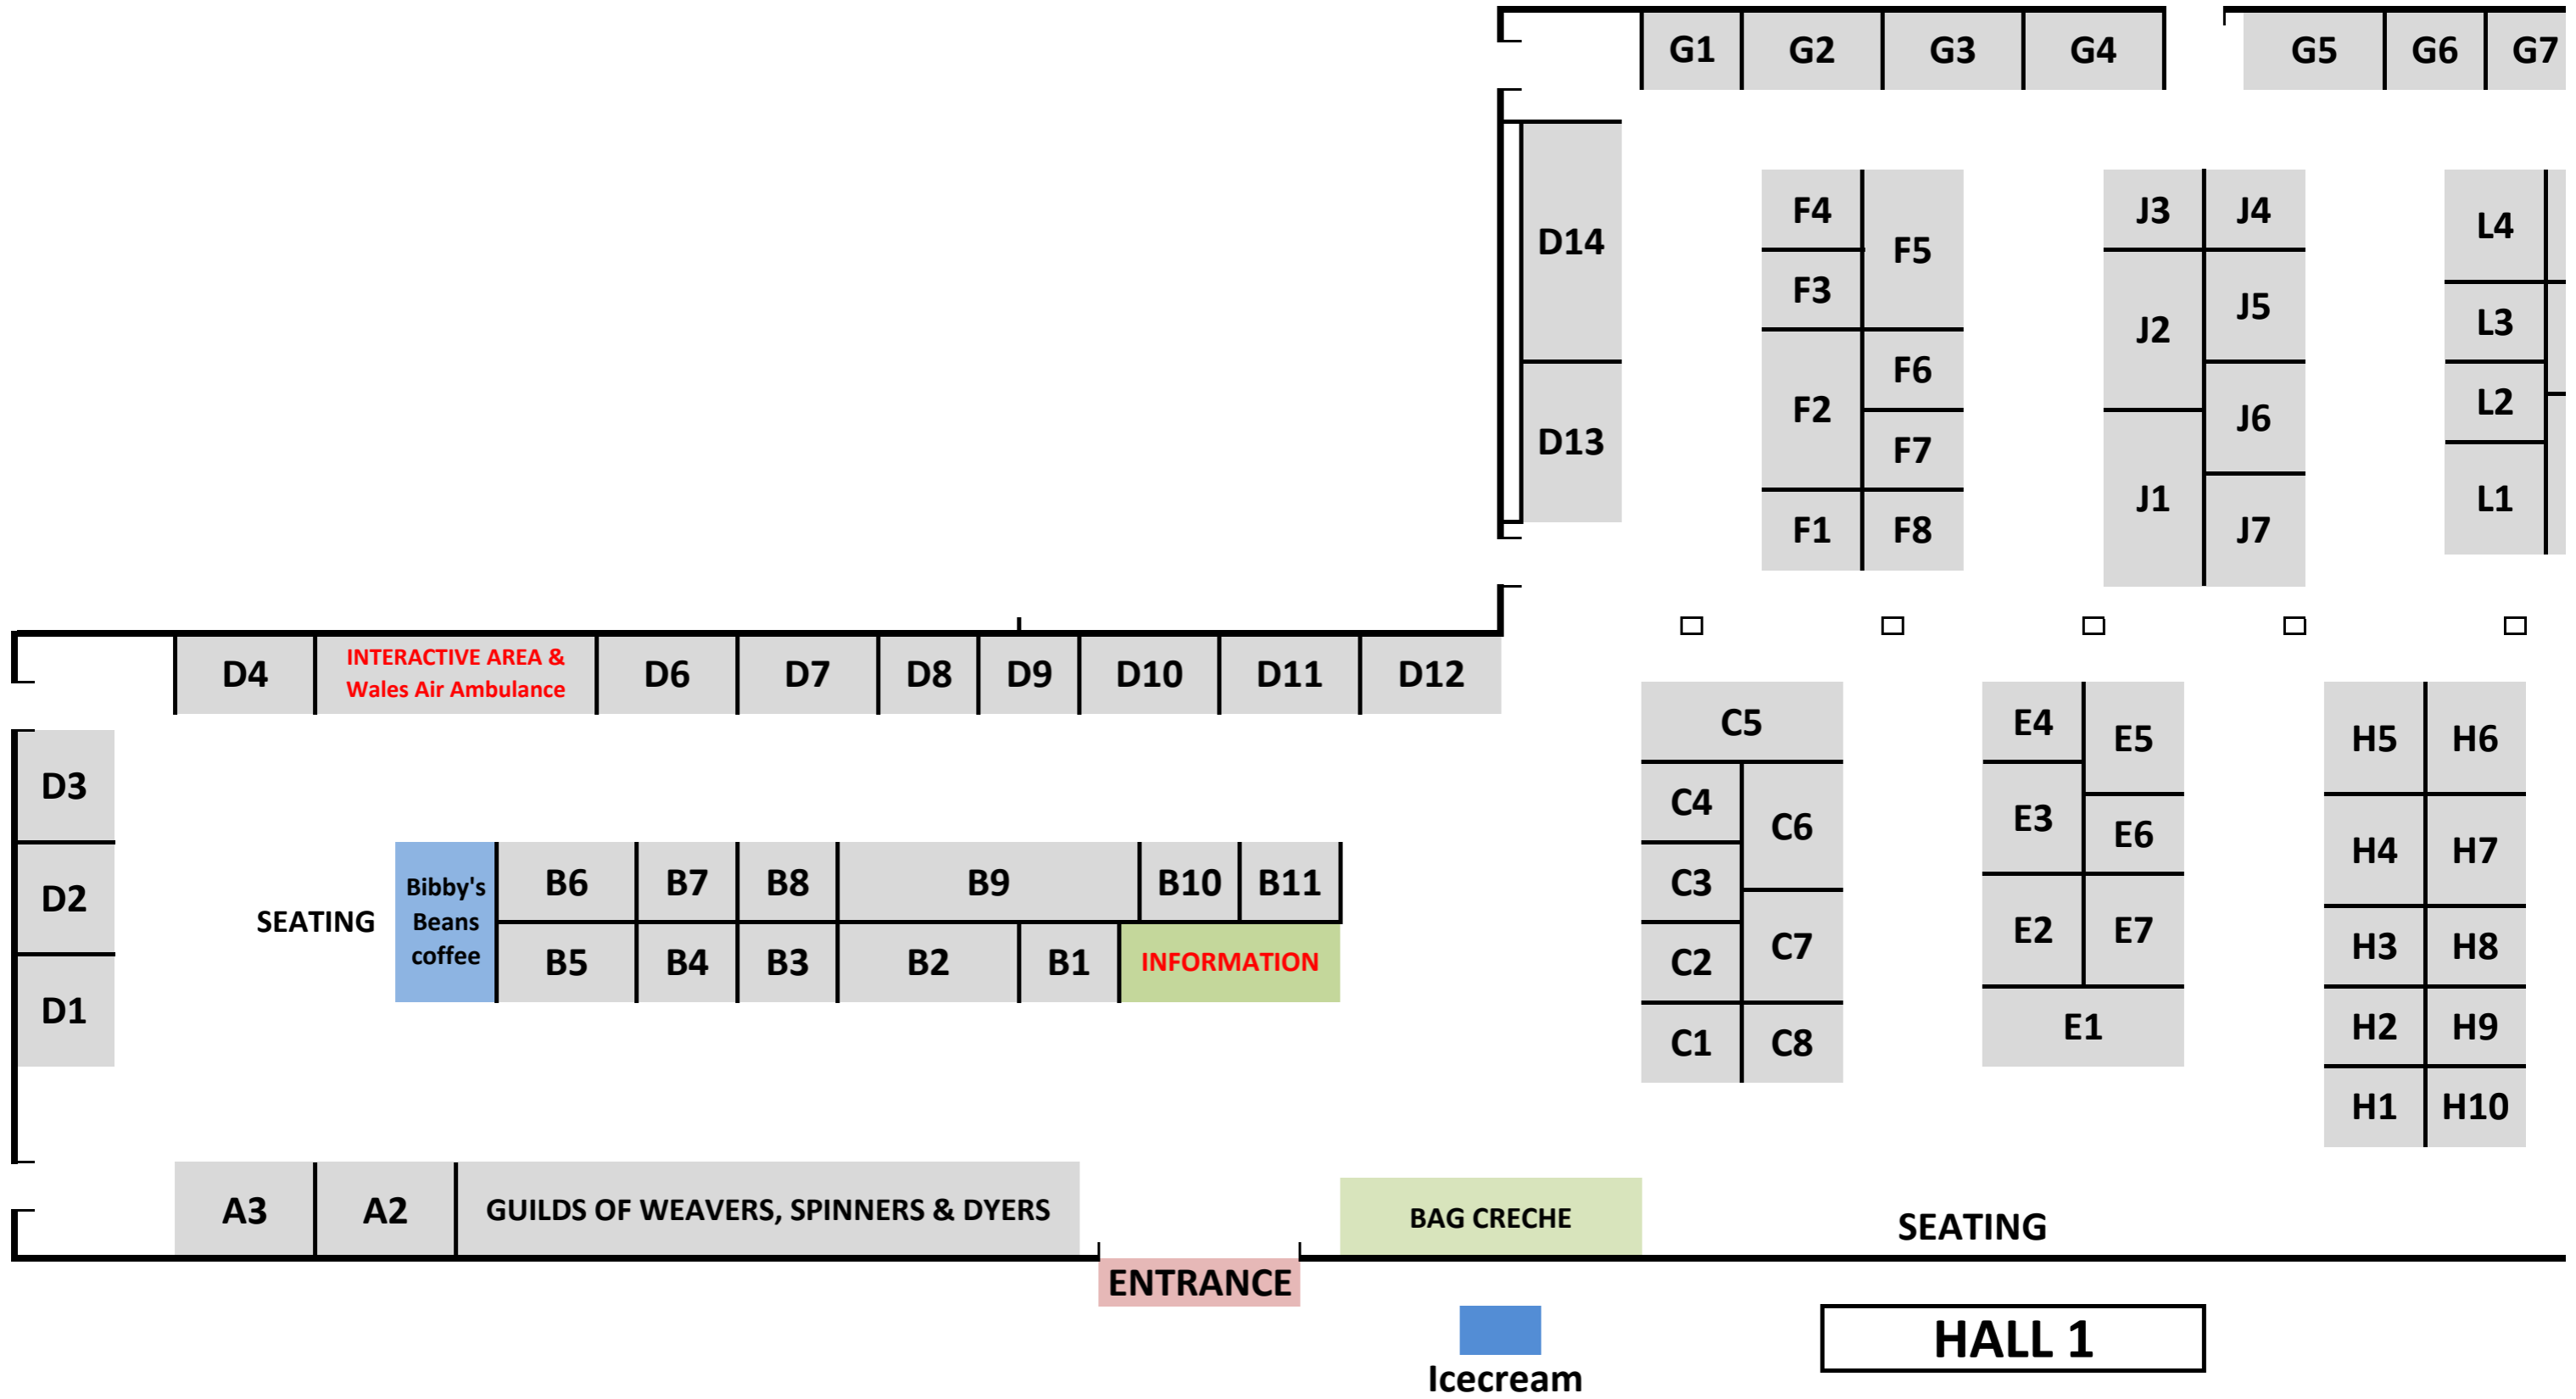 G1 G2 G3 G4 G5 G6 G7
F4 J3 J4 L4
D14 F5
F3 J5
J2 L3
F6
F2 L2
J6
D13 F7
J1 L1
F1 F8 J7
D4 INTERACTIVE AREA &
Wales Air Ambulance D6 D7 D8 D9 D10 D11 D12
C5 E4 E5 H5 H6
D3 C4 E3 E6
C6 H4 H7
Bibby's
Beans
coffee
B6 B7 B8 B9 B10 B11 C3
D2 SEATING
E2 E7 H3 H8
B5 B4 B3 B2 B1 INFORMATION C2 C7
D1 E1 H2 H9
C1 C8
H1 H10
A3 A2 GUILDS OF WEAVERS, SPINNERS & DYERS BAG CRECHE SEATING
ENTRANCE
HALL 1
Icecream